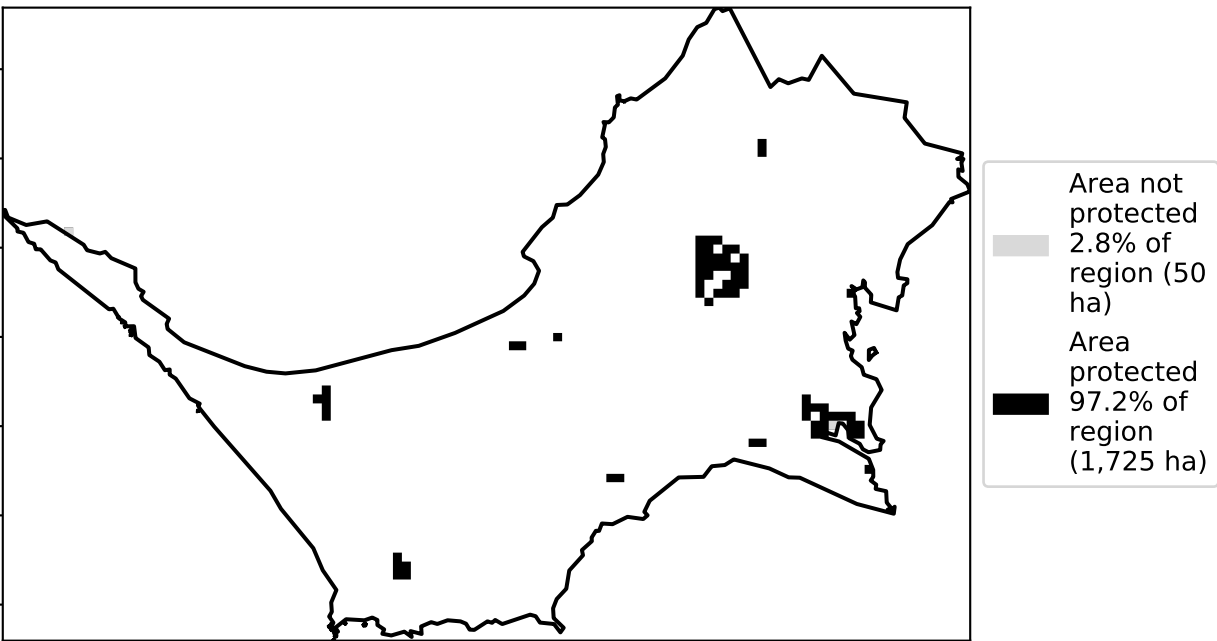 Area not
protected
2.8% of
region (50
ha)
Area
protected
97.2% of
region
(1,725 ha)